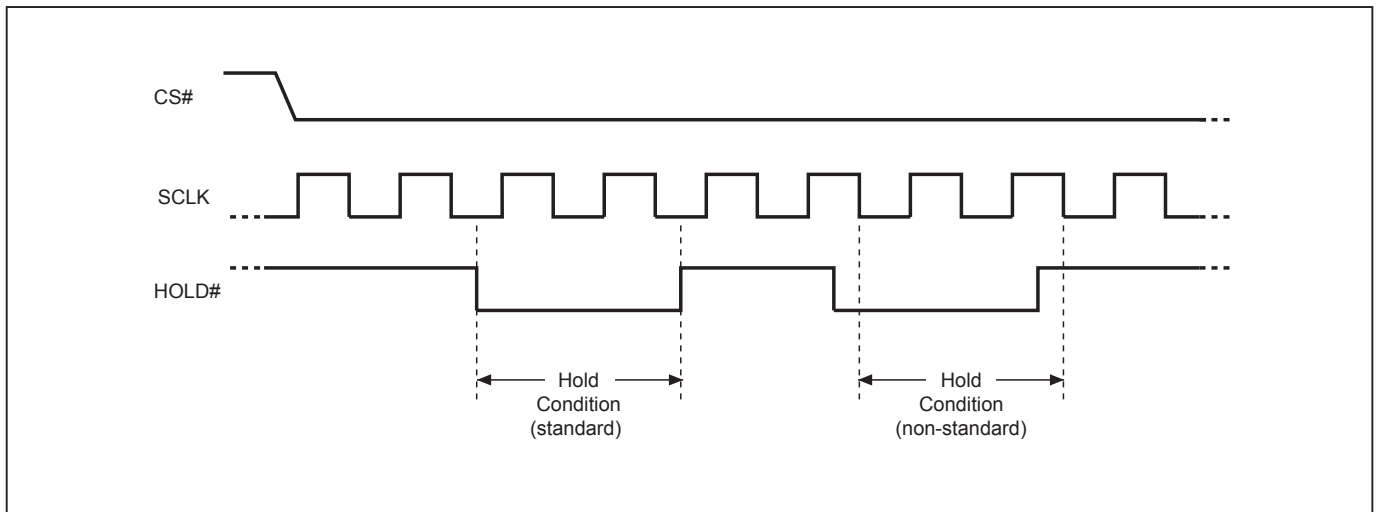 CS#
SCLK
HOLD#
Hold
Condition
(standard)
Hold
Condition
(non-standard)